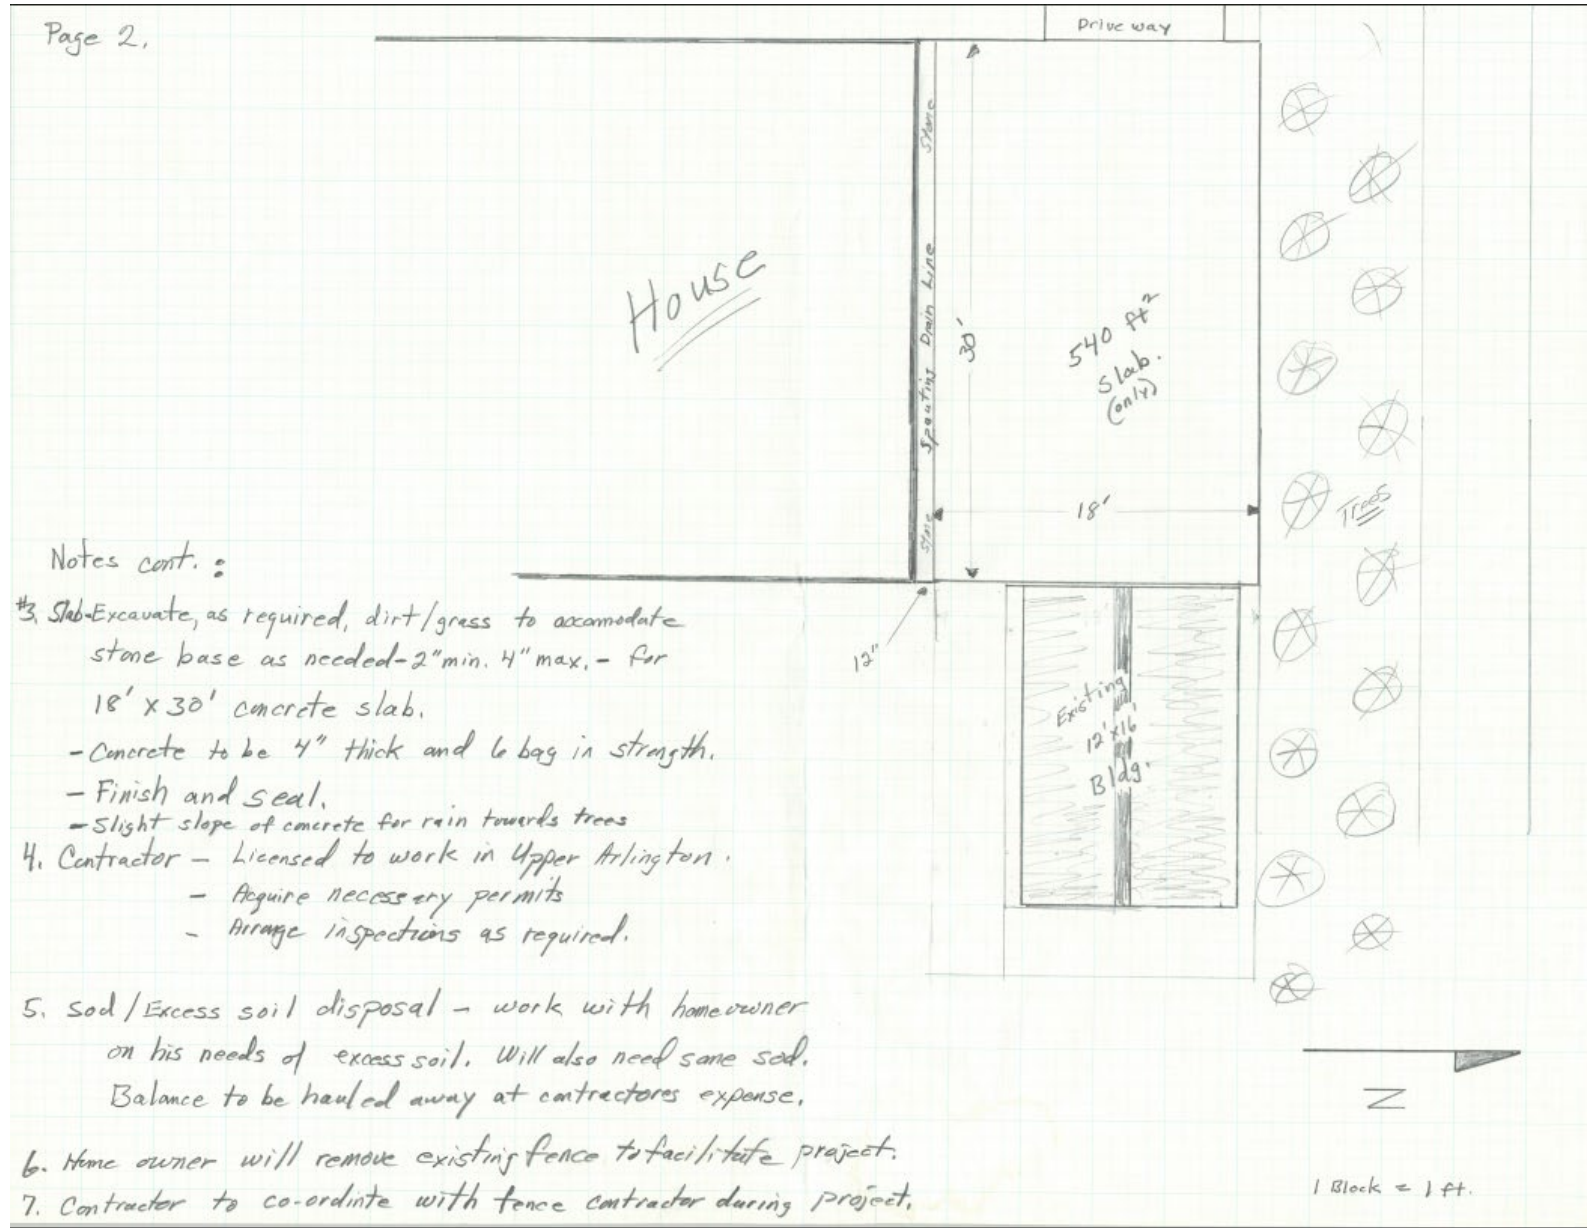 Page 2.
Drive way
Stone
Spouting Drain Line
Stone
30'
House
540 ft²
Slab.
(only)
18'
Trees
12"
Existing
12'x16'
Bldg.
Notes cont. :
#3. Slab-Excavate, as required, dirt/grass to accomodate
stone base as needed-2"min. 4"max.- for
18' x 30' concrete slab.
- Concrete to be 4" thick and 6 bag in strength.
- Finish and seal.
- Slight slope of concrete for rain towards trees
4. Contractor - Licensed to work in Upper Arlington.
- Acquire necessary permits
- Arrange inspections as required.
5. Sod/Excess soil disposal - work with homeowner
on his needs of excess soil. Will also need some sod.
Balance to be hauled away at contractores expense.
6. Home owner will remove existing fence to facilitate project.
7. Contractor to co-ordinte with fence contractor during project.
N
1 Block = 1 ft.